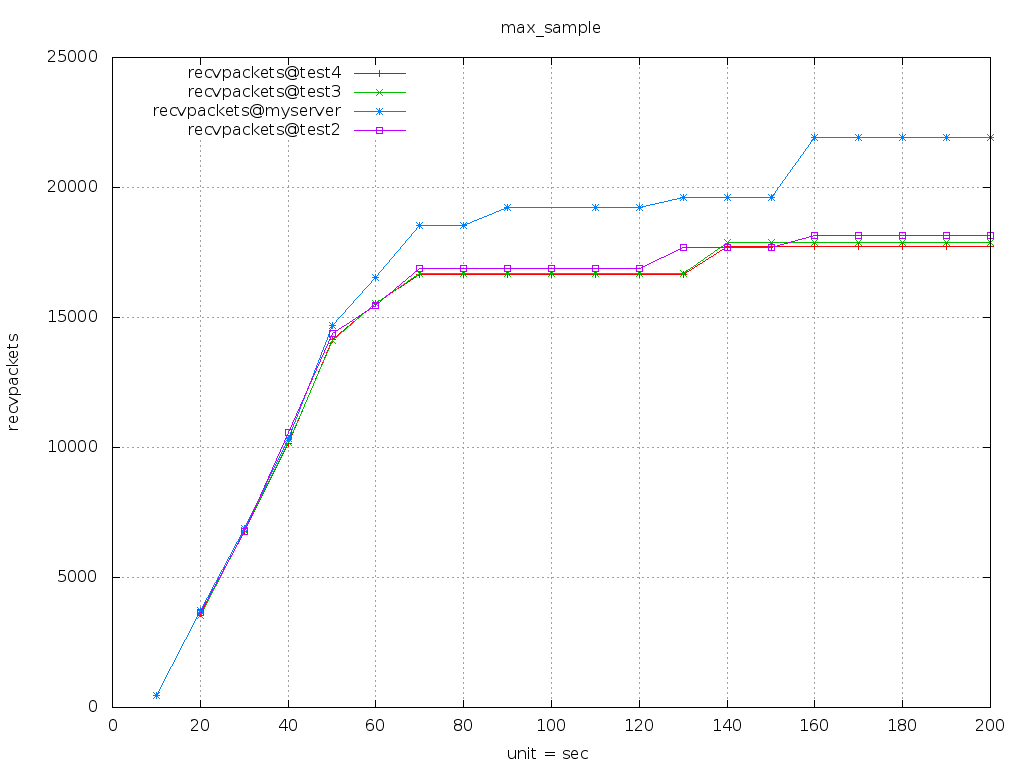 max_sample
25000
recvpackets@test4
recvpackets@test3
recvpackets@myserver
recvpackets@test2
20000
15000
recvpackets
10000
5000
0
0 20 40 60 80 100 120 140 160 180 200
unit = sec